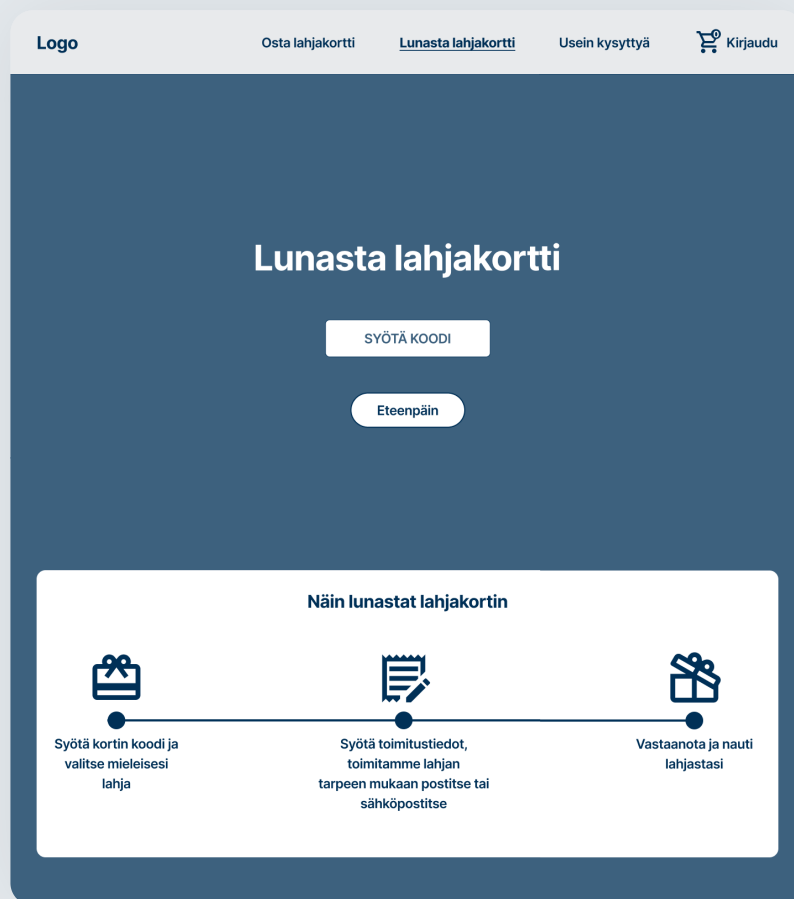 Logo
Osta lahjakortti
Lunasta lahjakortti
Usein kysyttyä
0
Kirjaudu
Lunasta lahjakortti
SYÖTÄ KOODI
Eteenpäin
Näin lunastat lahjakortin
Syötä kortin koodi ja
valitse mieleisesi
lahja
Syötä toimitustiedot,
toimitamme lahjan
tarpeen mukaan postitse tai
sähköpostitse
Vastaanota ja nauti
lahjastasi